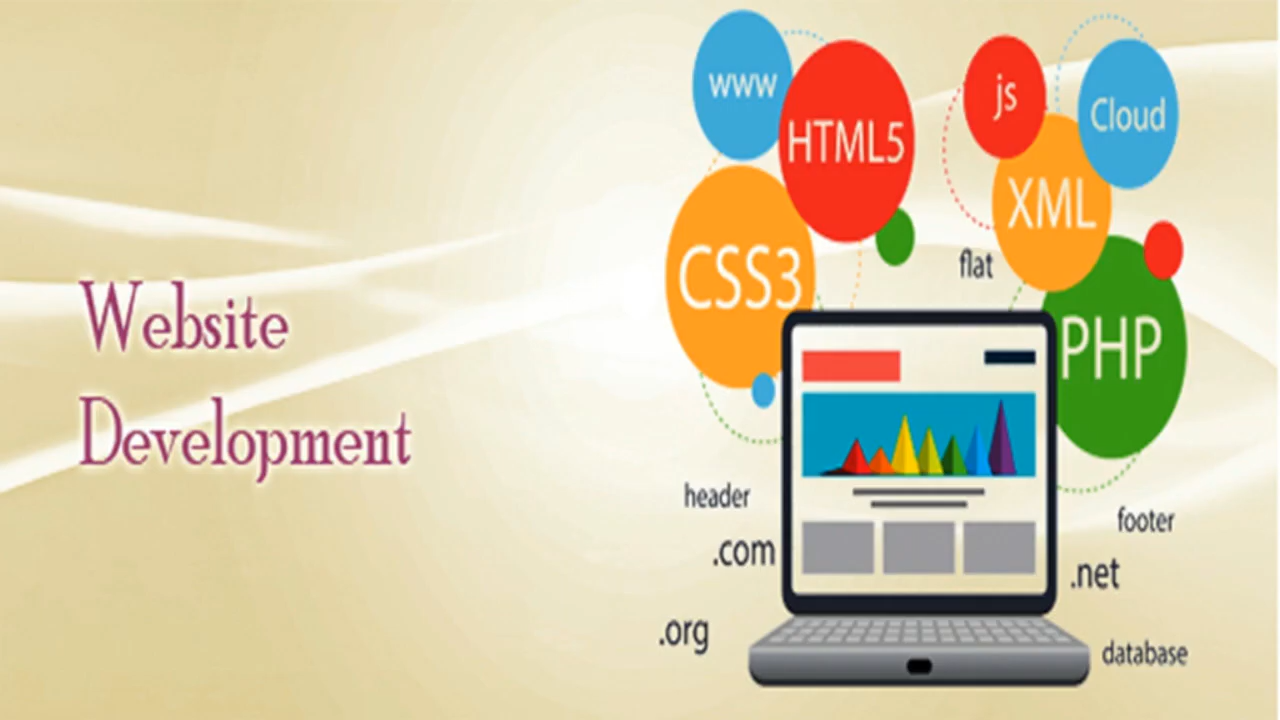 Website
Development
www
HTML5
js
Cloud
CSS3
XML
flat
PHP
header
footer
.com
.net
.org
database